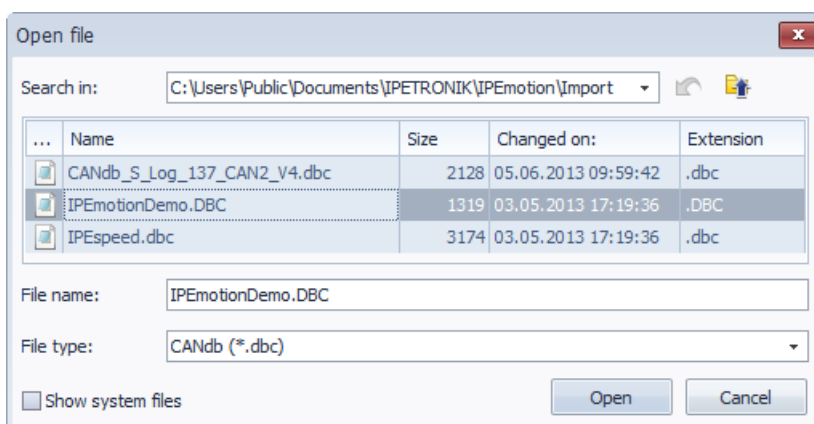 Open file
Search in: C:\Users\Public\Documents\IPETRONIK\IPEmotion\Import
... Name Size Changed on: Extension
CANdb_S_Log_137_CAN2_V4.dbc 2128 05.06.2013 09:59:42 .dbc
IPEmotionDemo.DBC 1319 03.05.2013 17:19:36 .DBC
IPEspeed.dbc 3174 03.05.2013 17:19:36 .dbc
File name: IPEmotionDemo.DBC
File type: CANdb (*.dbc)
Show system files Open Cancel